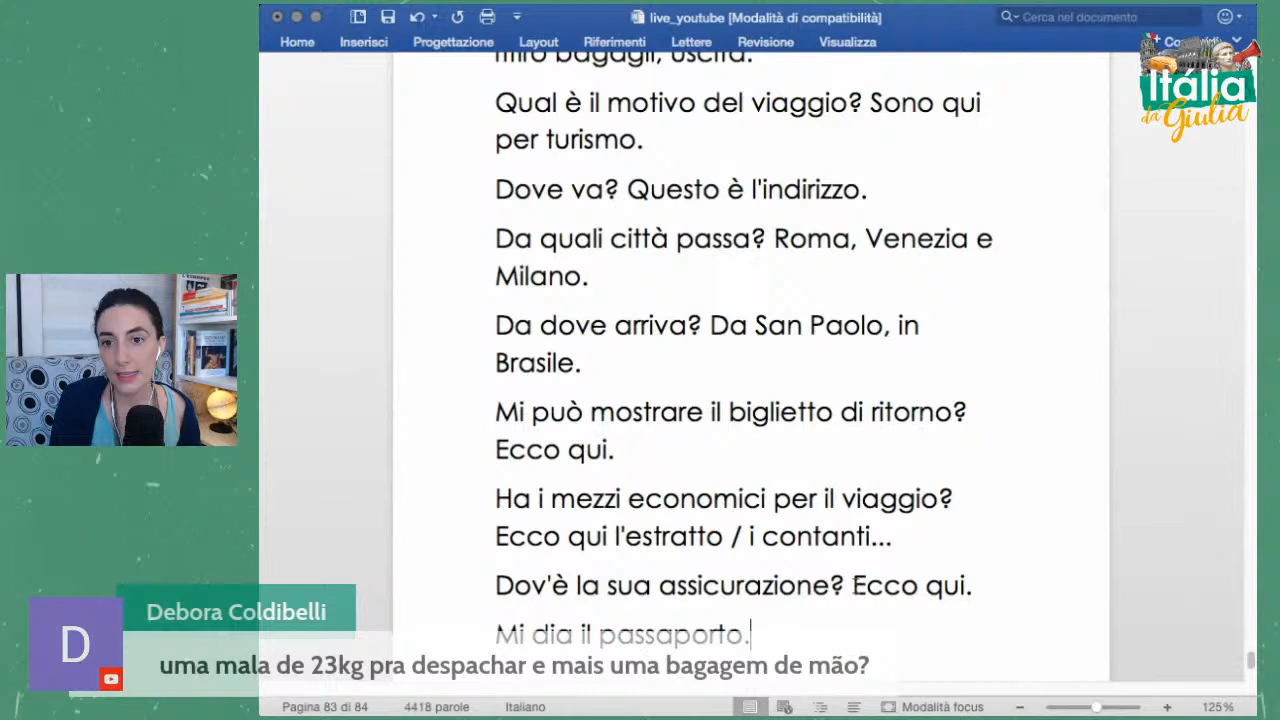 live_youtube [Modalità di compatibilità]
Cerca nel documento
Home Inserisci Progettazione Layout Riferimenti Lettere Revisione Visualizza
Itália
da Giulia
ritiro bagagli, uscita.
Qual è il motivo del viaggio? Sono qui
per turismo.
Dove va? Questo è l'indirizzo.
Da quali città passa? Roma, Venezia e
Milano.
Da dove arriva? Da San Paolo, in
Brasile.
Mi può mostrare il biglietto di ritorno?
Ecco qui.
Ha i mezzi economici per il viaggio?
Ecco qui l'estratto / i contanti...
Dov'è la sua assicurazione? Ecco qui.
Mi dia il passaporto.
Debora Coldibelli
D
uma mala de 23kg pra despachar e mais uma bagagem de mão?
Pagina 83 di 84 4418 parole Italiano Modalità focus 125%